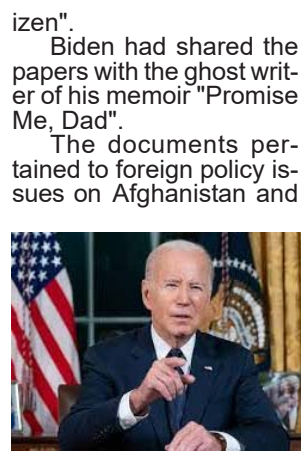 izen".
Biden had shared the
papers with the ghost writ-
er of his memoir "Promise
Me, Dad".
The documents per-
tained to foreign policy is-
sues on Afghanistan and